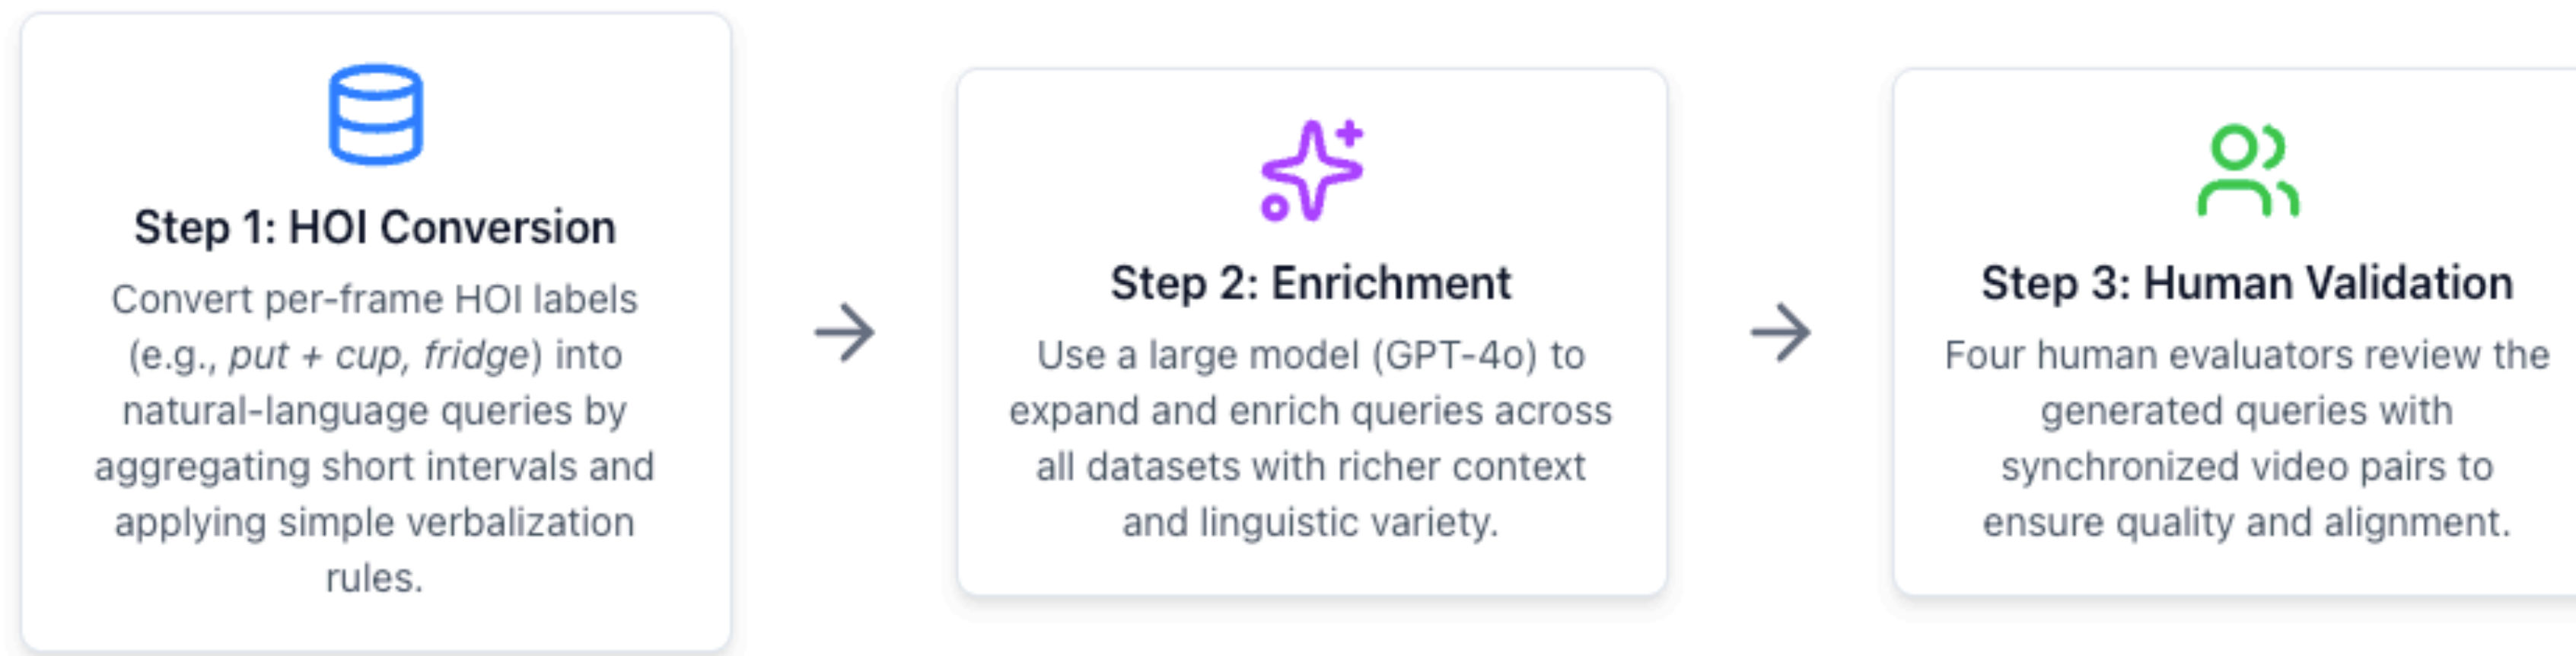 Step 1: HOI Conversion
Convert per-frame HOI labels
(e.g., put + cup, fridge) into
natural-language queries by
aggregating short intervals and
applying simple verbalization
rules.
Step 2: Enrichment
Use a large model (GPT-4o) to
expand and enrich queries across
all datasets with richer context
and linguistic variety.
Step 3: Human Validation
Four human evaluators review the
generated queries with
synchronized video pairs to
ensure quality and alignment.